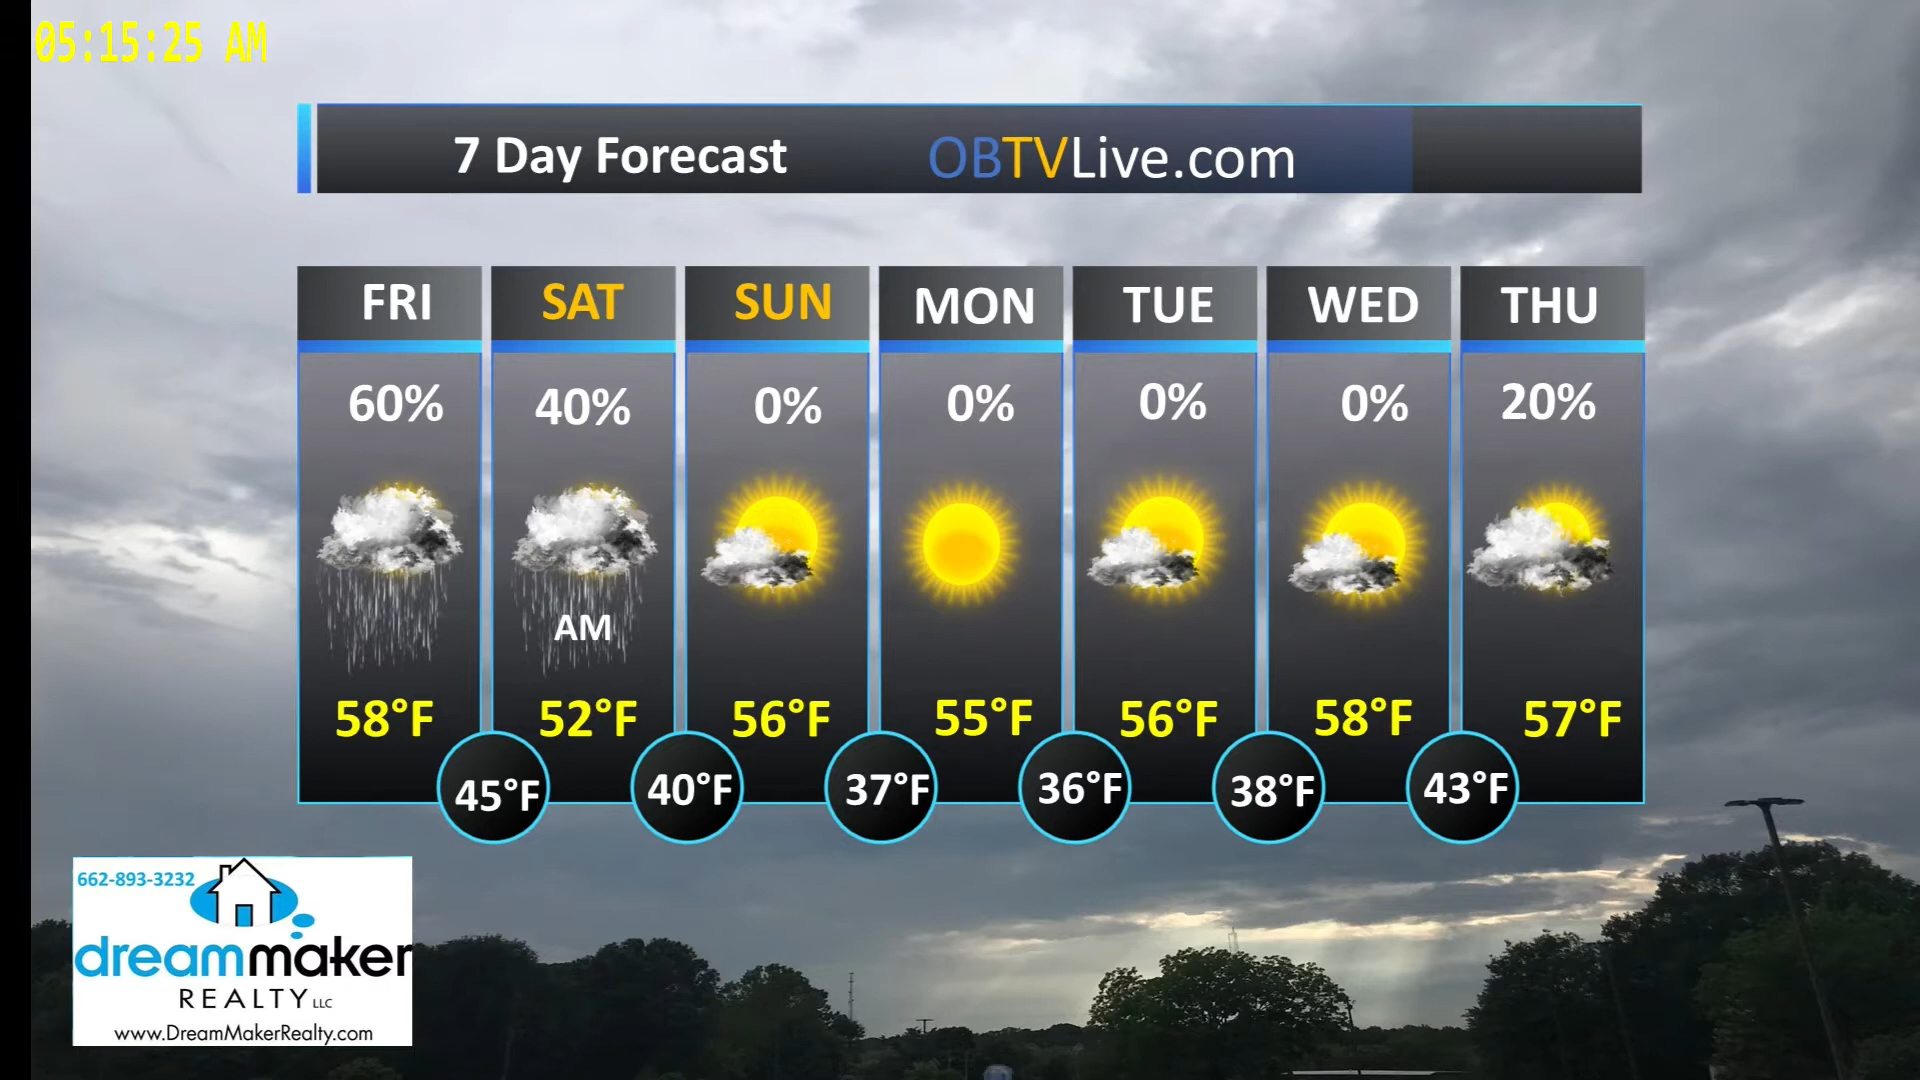 05:15:25 AM
7 Day Forecast OBTVLive.com
FRI SAT SUN MON TUE WED THU
60% 40% 0% 0% 0% 0% 20%
AM
58°F 52°F 56°F 55°F 56°F 58°F 57°F
45°F 40°F 37°F 36°F 38°F 43°F
662-893-3232
dreammaker
REALTY LLC
www.DreamMakerRealty.com